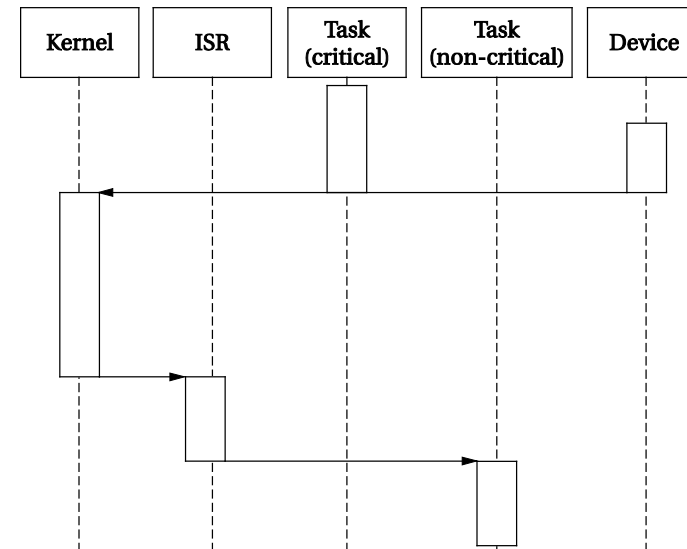 Kernel
ISR
Task
(critical)
Task
(non-critical)
Device